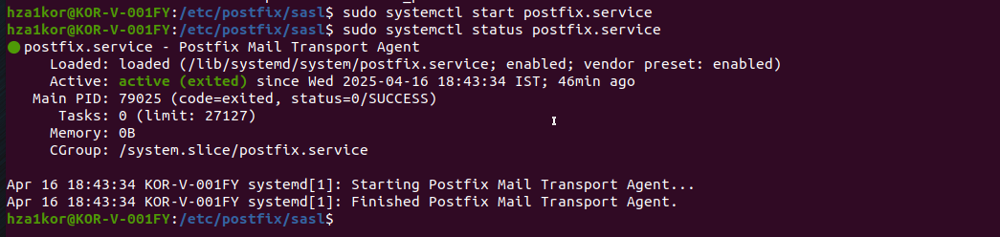 hza1kor@KOR-V-001FY:/etc/postfix/sasl$ sudo systemctl start postfix.service
hza1kor@KOR-V-001FY:/etc/postfix/sasl$ sudo systemctl status postfix.service
● postfix.service - Postfix Mail Transport Agent
     Loaded: loaded (/lib/systemd/system/postfix.service; enabled; vendor preset: enabled)
     Active: active (exited) since Wed 2025-04-16 18:43:34 IST; 46min ago
   Main PID: 79025 (code=exited, status=0/SUCCESS)
      Tasks: 0 (limit: 27127)
     Memory: 0B
     CGroup: /system.slice/postfix.service

Apr 16 18:43:34 KOR-V-001FY systemd[1]: Starting Postfix Mail Transport Agent...
Apr 16 18:43:34 KOR-V-001FY systemd[1]: Finished Postfix Mail Transport Agent.
hza1kor@KOR-V-001FY:/etc/postfix/sasl$